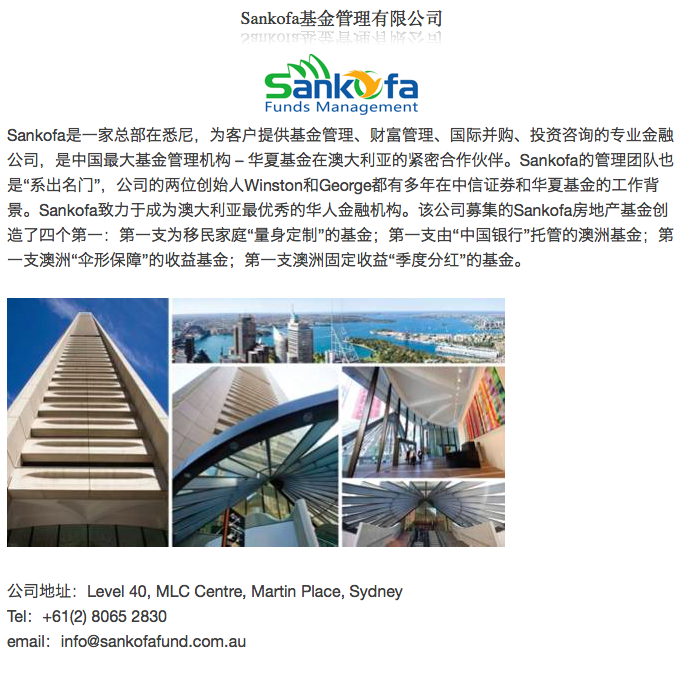 Sankofa基金管理有限公司
Sankofa
Funds Management
Sankofa是一家总部在悉尼，为客户提供基金管理、财富管理、国际并购、投资咨询的专业金融
公司，是中国最大基金管理机构 – 华夏基金在澳大利亚的紧密合作伙伴。Sankofa的管理团队也
是“系出名门”，公司的两位创始人Winston和George都有多年在中信证券和华夏基金的工作背
景。Sankofa致力于成为澳大利亚最优秀的华人金融机构。该公司募集的Sankofa房地产基金创
造了四个第一：第一支为移民家庭“量身定制”的基金；第一支由“中国银行”托管的澳洲基金；第
一支澳洲“伞形保障”的收益基金；第一支澳洲固定收益“季度分红”的基金。
公司地址：Level 40, MLC Centre, Martin Place, Sydney
Tel：+61(2) 8065 2830
email：info@sankofafund.com.au